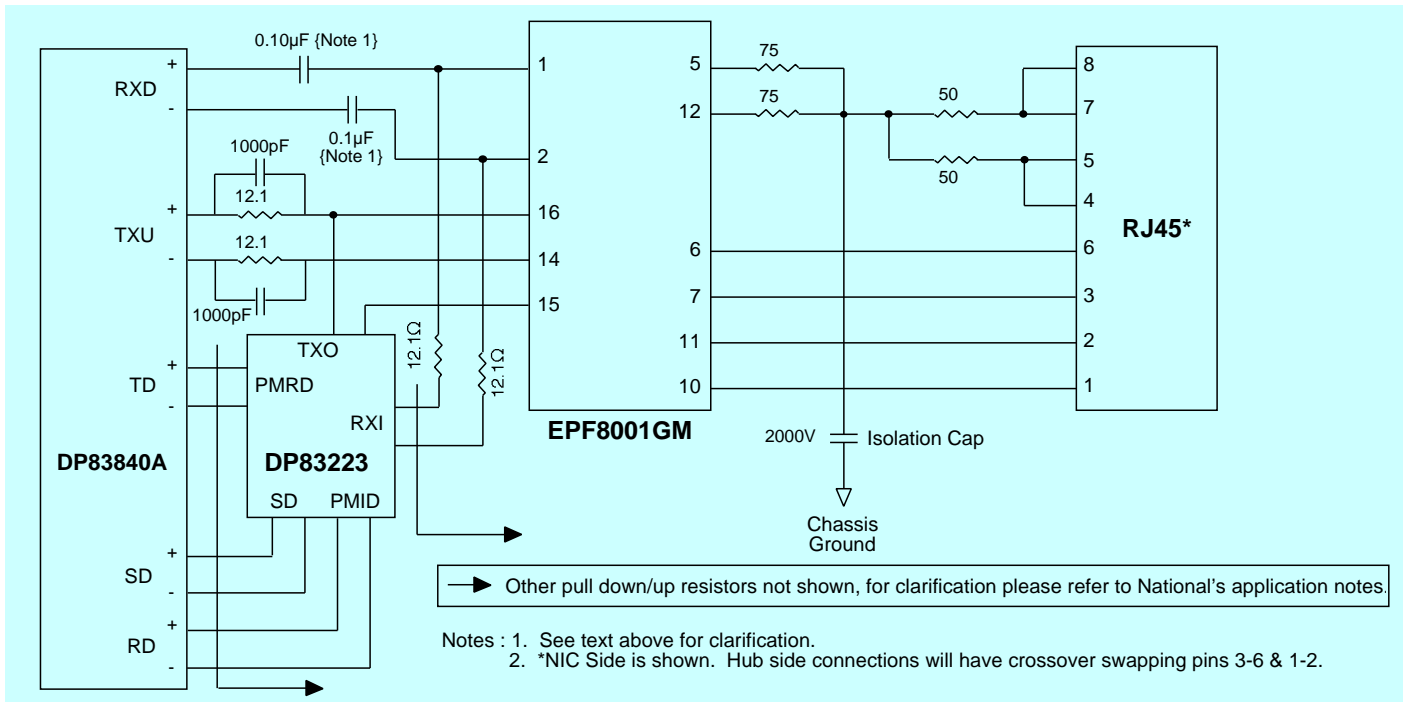 0.10µF {Note 1}
+
RXD
-
0.1µF
{Note 1}
1000pF
12.1
+
TXU
-
12.1
1000pF
+
TD
-
DP83840A
+
SD
-
+
RD
-
TXO
PMRD
RXI
DP83223
SD
PMID
12.1Ω
12.1Ω
1
2
16
14
15
5
12
6
7
11
10
EPF8001GM
75
75
50
50
8
7
5
4
6
3
2
1
RJ45*
2000V
Isolation Cap
Chassis
Ground
Other pull down/up resistors not shown, for clarification please refer to National's application notes.
Notes : 1. See text above for clarification.
2. *NIC Side is shown. Hub side connections will have crossover swapping pins 3-6 & 1-2.